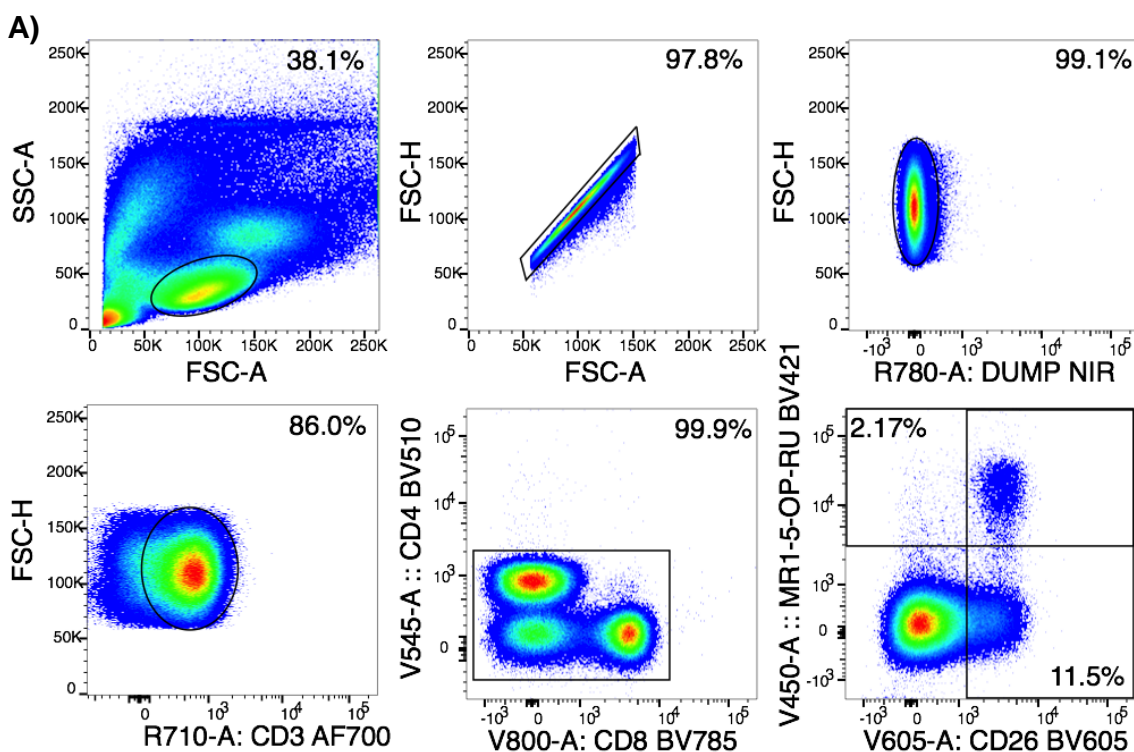 A)
38.1%
250K
200K
150K
100K
50K
0
SSC-A
0 50K 100K 150K 200K 250K
FSC-A
97.8%
250K
200K
150K
100K
50K
0
FSC-H
0 50K 100K 150K 200K 250K
FSC-A
99.1%
250K
200K
150K
100K
50K
0
FSC-H
-10³ 0 10³ 10⁴ 10⁵
R780-A: DUMP NIR
86.0%
250K
200K
150K
100K
50K
0
FSC-H
0 10³ 10⁴ 10⁵
R710-A: CD3 AF700
99.9%
10⁵
10⁴
10³
0
V545-A :: CD4 BV510
-10³ 0 10³ 10⁴ 10⁵
V800-A: CD8 BV785
2.17%
10⁵
10⁴
10³
0
-10³
V450-A :: MR1-5-OP-RU BV421
11.5%
-10³ 0 10³ 10⁴ 10⁵
V605-A: CD26 BV605